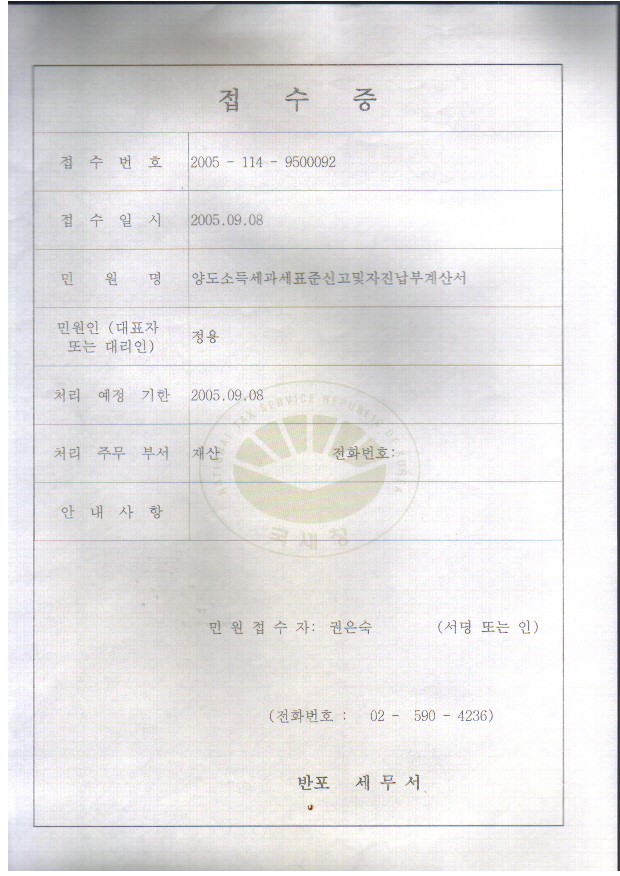 접 수 증
접 수 번 호 2005 - 114 - 9500092
접 수 일 시 2005.09.08
민 원 명 양도소득세과세표준신고및자진납부계산서
민원인 (대표자
또는 대리인) 정용
처리 예정 기한 2005.09.08
NATIONAL TAX SERVICE REPUBLIC OF KOREA
처리 주무 부서 재산 전화번호:
안 내 사 항
국세청
민 원 접 수 자: 권은숙 (서명 또는 인)
(전화번호 : 02 - 590 - 4236)
반포 세 무 서